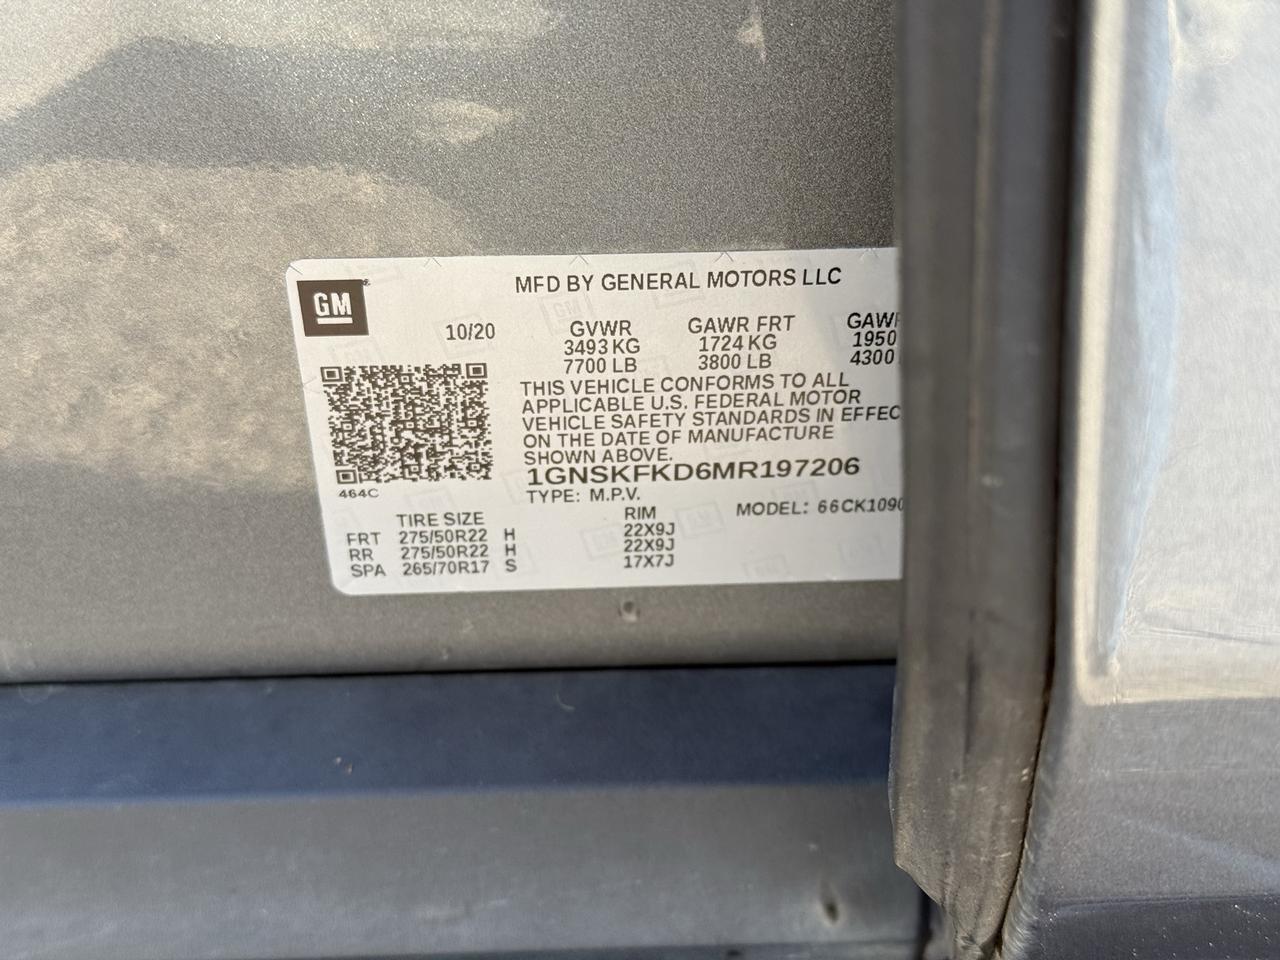 GM
MFD BY GENERAL MOTORS LLC
10/20
GVWR GAWR FRT GAWR
3493 KG 1724 KG 1950
7700 LB 3800 LB 4300
THIS VEHICLE CONFORMS TO ALL
APPLICABLE U.S. FEDERAL MOTOR
VEHICLE SAFETY STANDARDS IN EFFEC
ON THE DATE OF MANUFACTURE
SHOWN ABOVE.
1GNSKFKD6MR197206
464C
TYPE: M.P.V. MODEL: 66CK1090
TIRE SIZE RIM
FRT 275/50R22 H 22X9J
RR 275/50R22 H 22X9J
SPA 265/70R17 S 17X7J